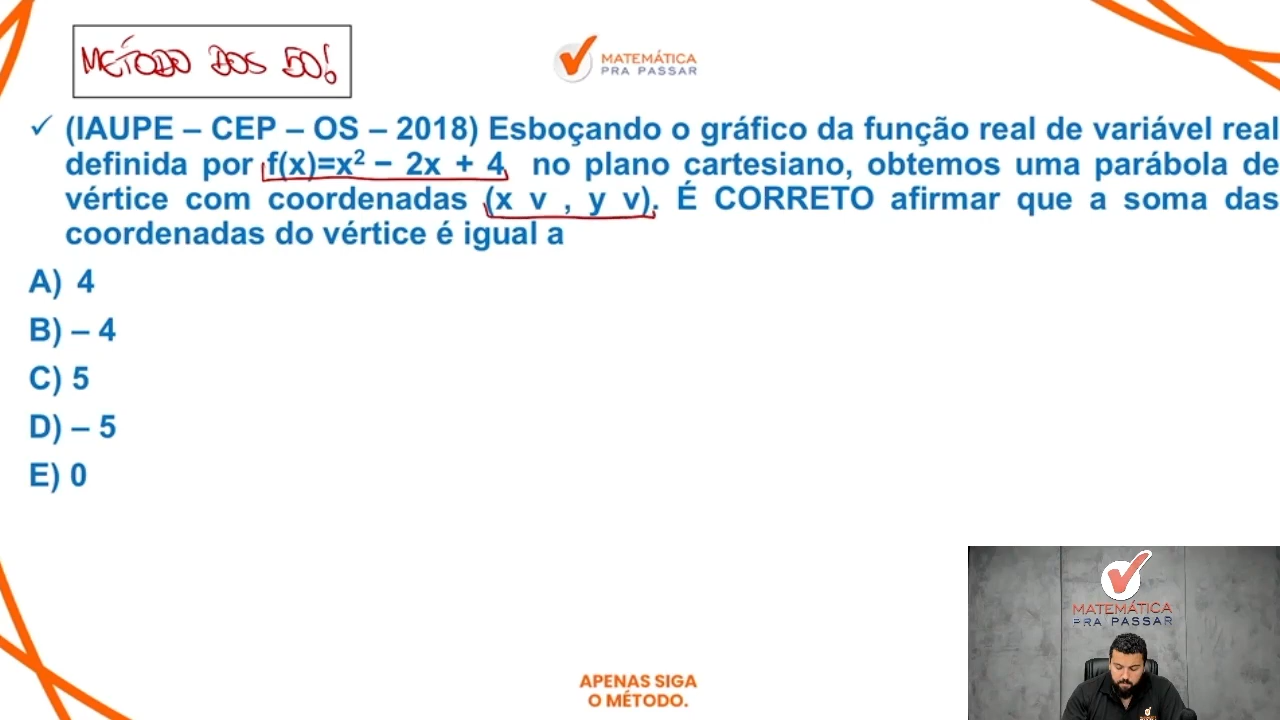 MÉTODO DOS 50!
MATEMÁTICA
PRA PASSAR
✓ (IAUPE – CEP – OS – 2018) Esboçando o gráfico da função real de variável real
definida por f(x)=x² − 2x + 4 no plano cartesiano, obtemos uma parábola de
vértice com coordenadas (x v , y v). É CORRETO afirmar que a soma das
coordenadas do vértice é igual a
A) 4
B) – 4
C) 5
D) – 5
E) 0
MATEMÁTICA
PRA PASSAR
APENAS SIGA
O MÉTODO.